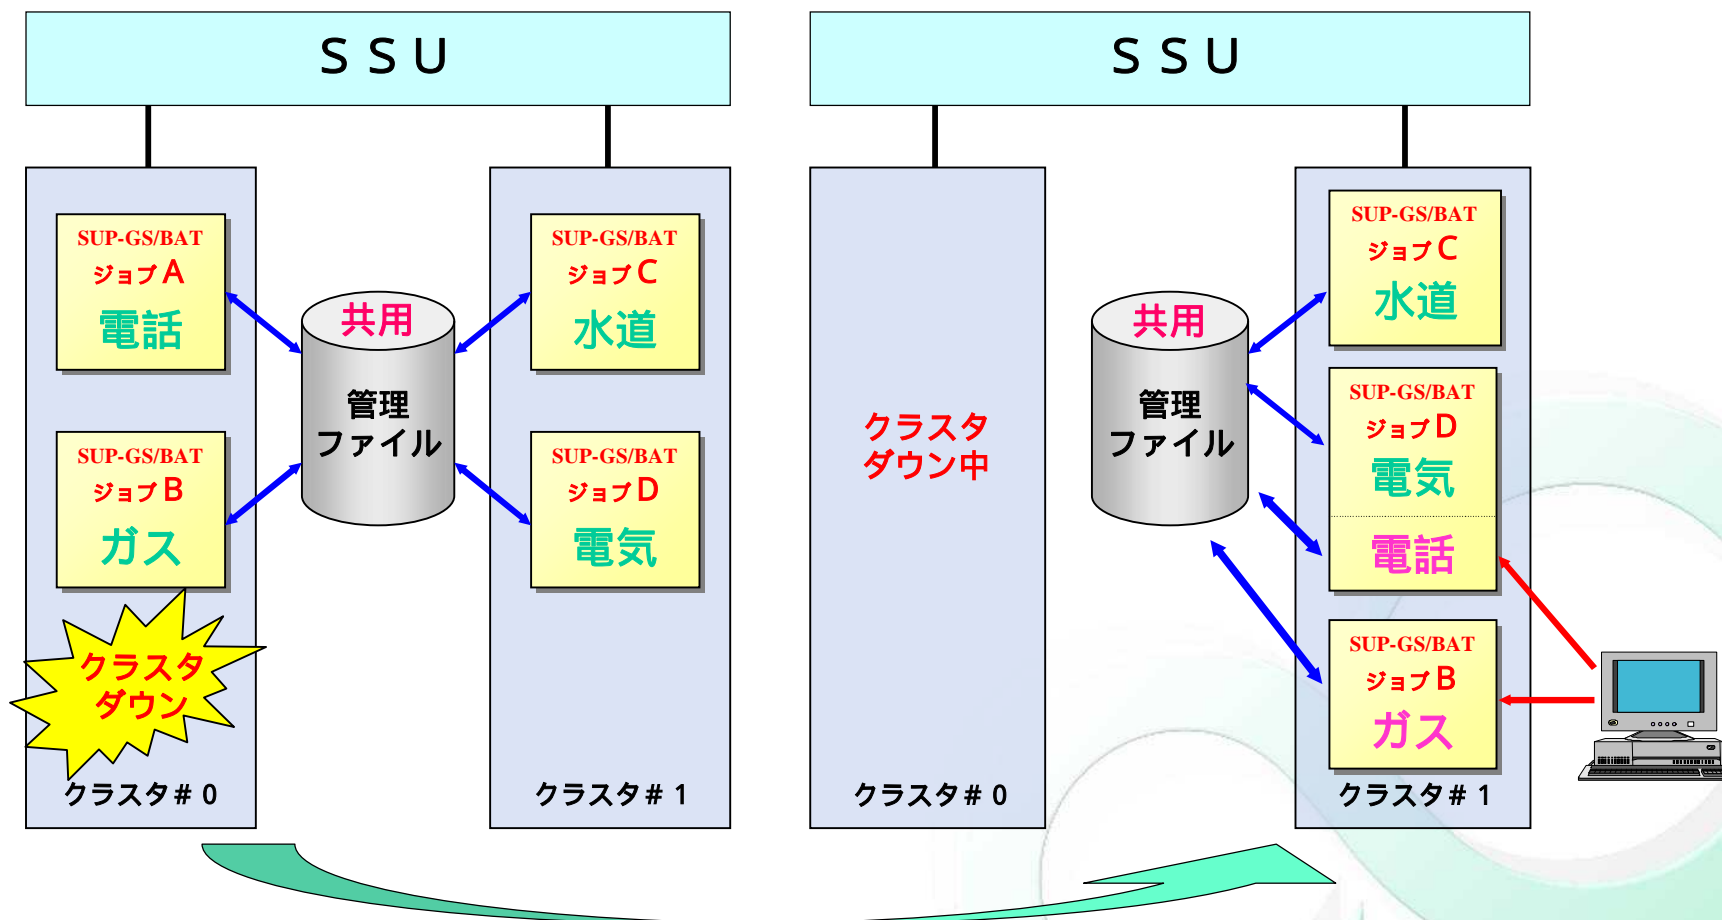 ＳＳＵ
SUP-GS/BAT
ジョブA
電話
SUP-GS/BAT
ジョブB
ガス
クラスタ
ダウン
クラスタ＃０
共用
管理
ファイル
SUP-GS/BAT
ジョブC
水道
SUP-GS/BAT
ジョブD
電気
クラスタ＃１
ＳＳＵ
クラスタ
ダウン中
クラスタ＃０
共用
管理
ファイル
SUP-GS/BAT
ジョブC
水道
SUP-GS/BAT
ジョブD
電気
電話
SUP-GS/BAT
ジョブB
ガス
クラスタ＃１